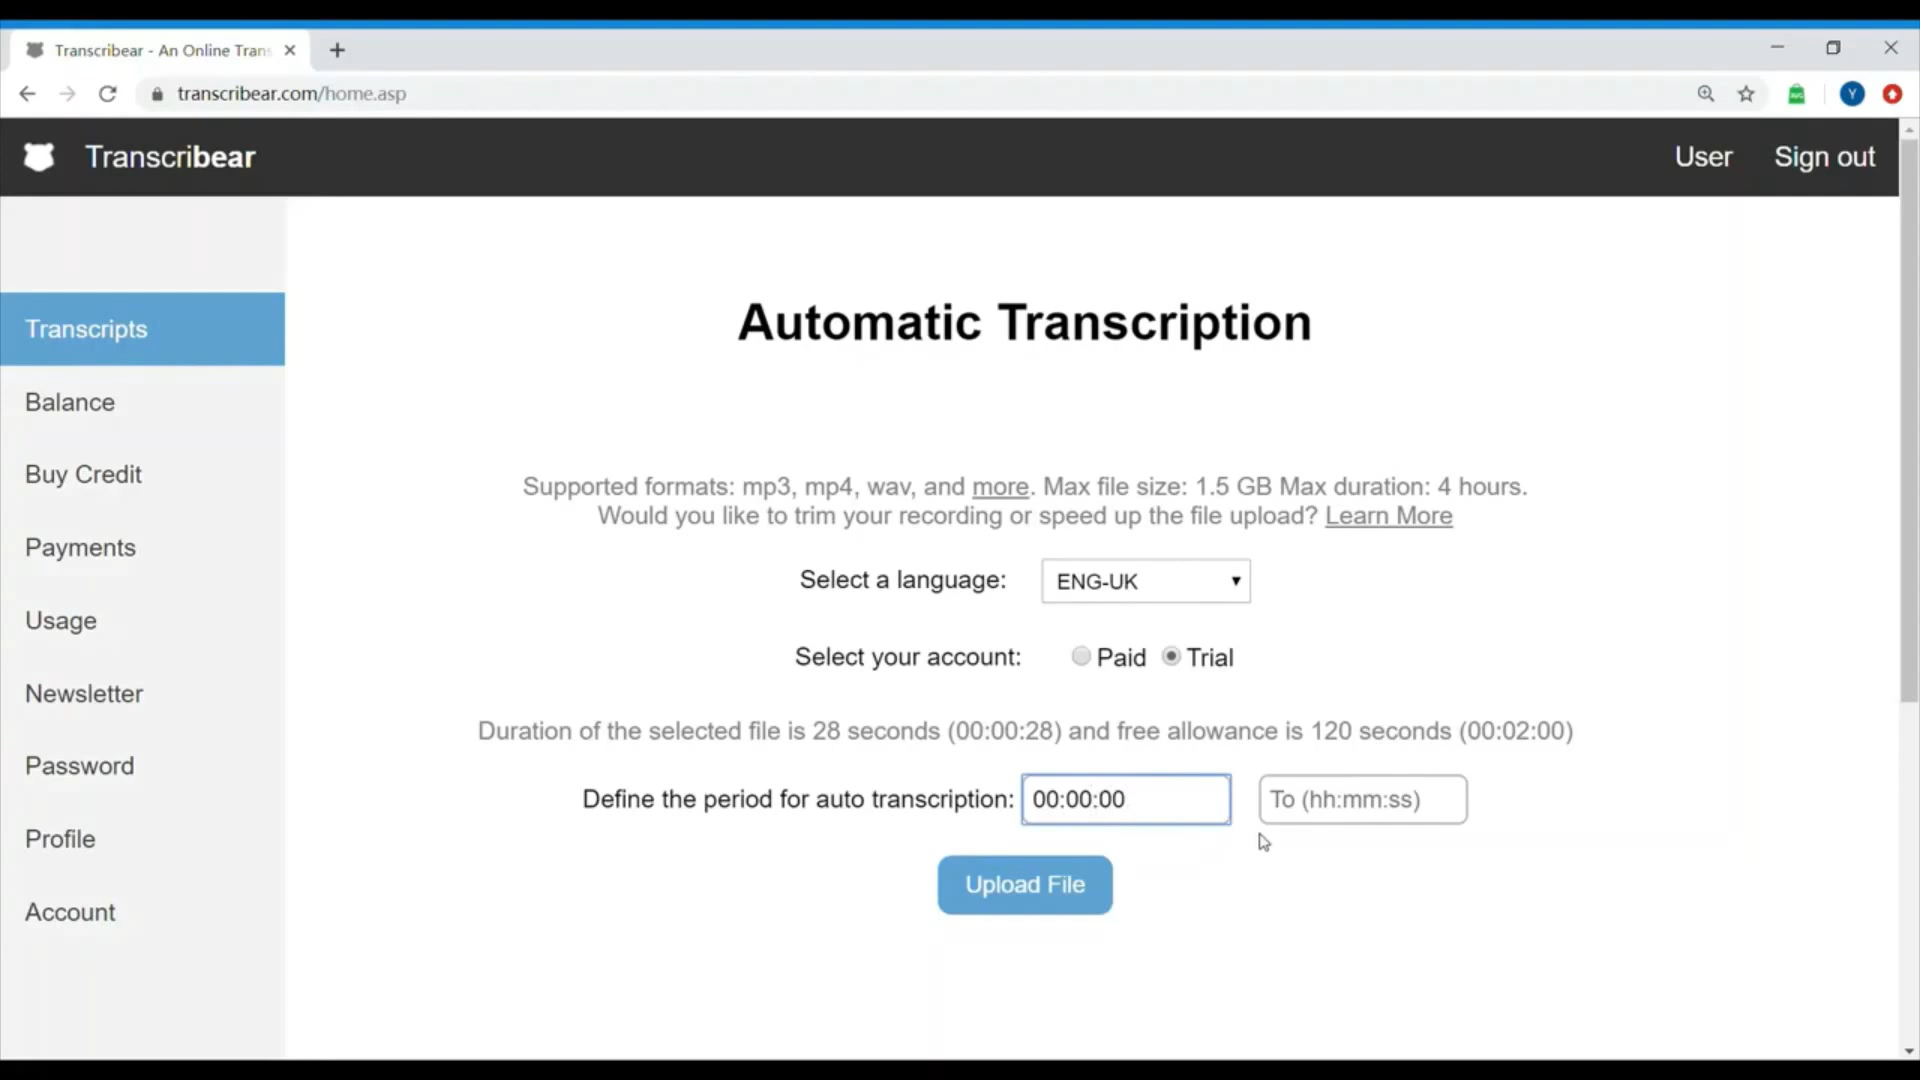 Transcribear - An Online Trans
transcribear.com/home.asp
Y
Transcribear
User
Sign out
Transcripts
Balance
Buy Credit
Payments
Usage
Newsletter
Password
Profile
Account
Automatic Transcription
Supported formats: mp3, mp4, wav, and more. Max file size: 1.5 GB Max duration: 4 hours.
Would you like to trim your recording or speed up the file upload? Learn More
Select a language: ENG-UK
Select your account: Paid Trial
Duration of the selected file is 28 seconds (00:00:28) and free allowance is 120 seconds (00:02:00)
Define the period for auto transcription: 00:00:00 To (hh:mm:ss)
Upload File